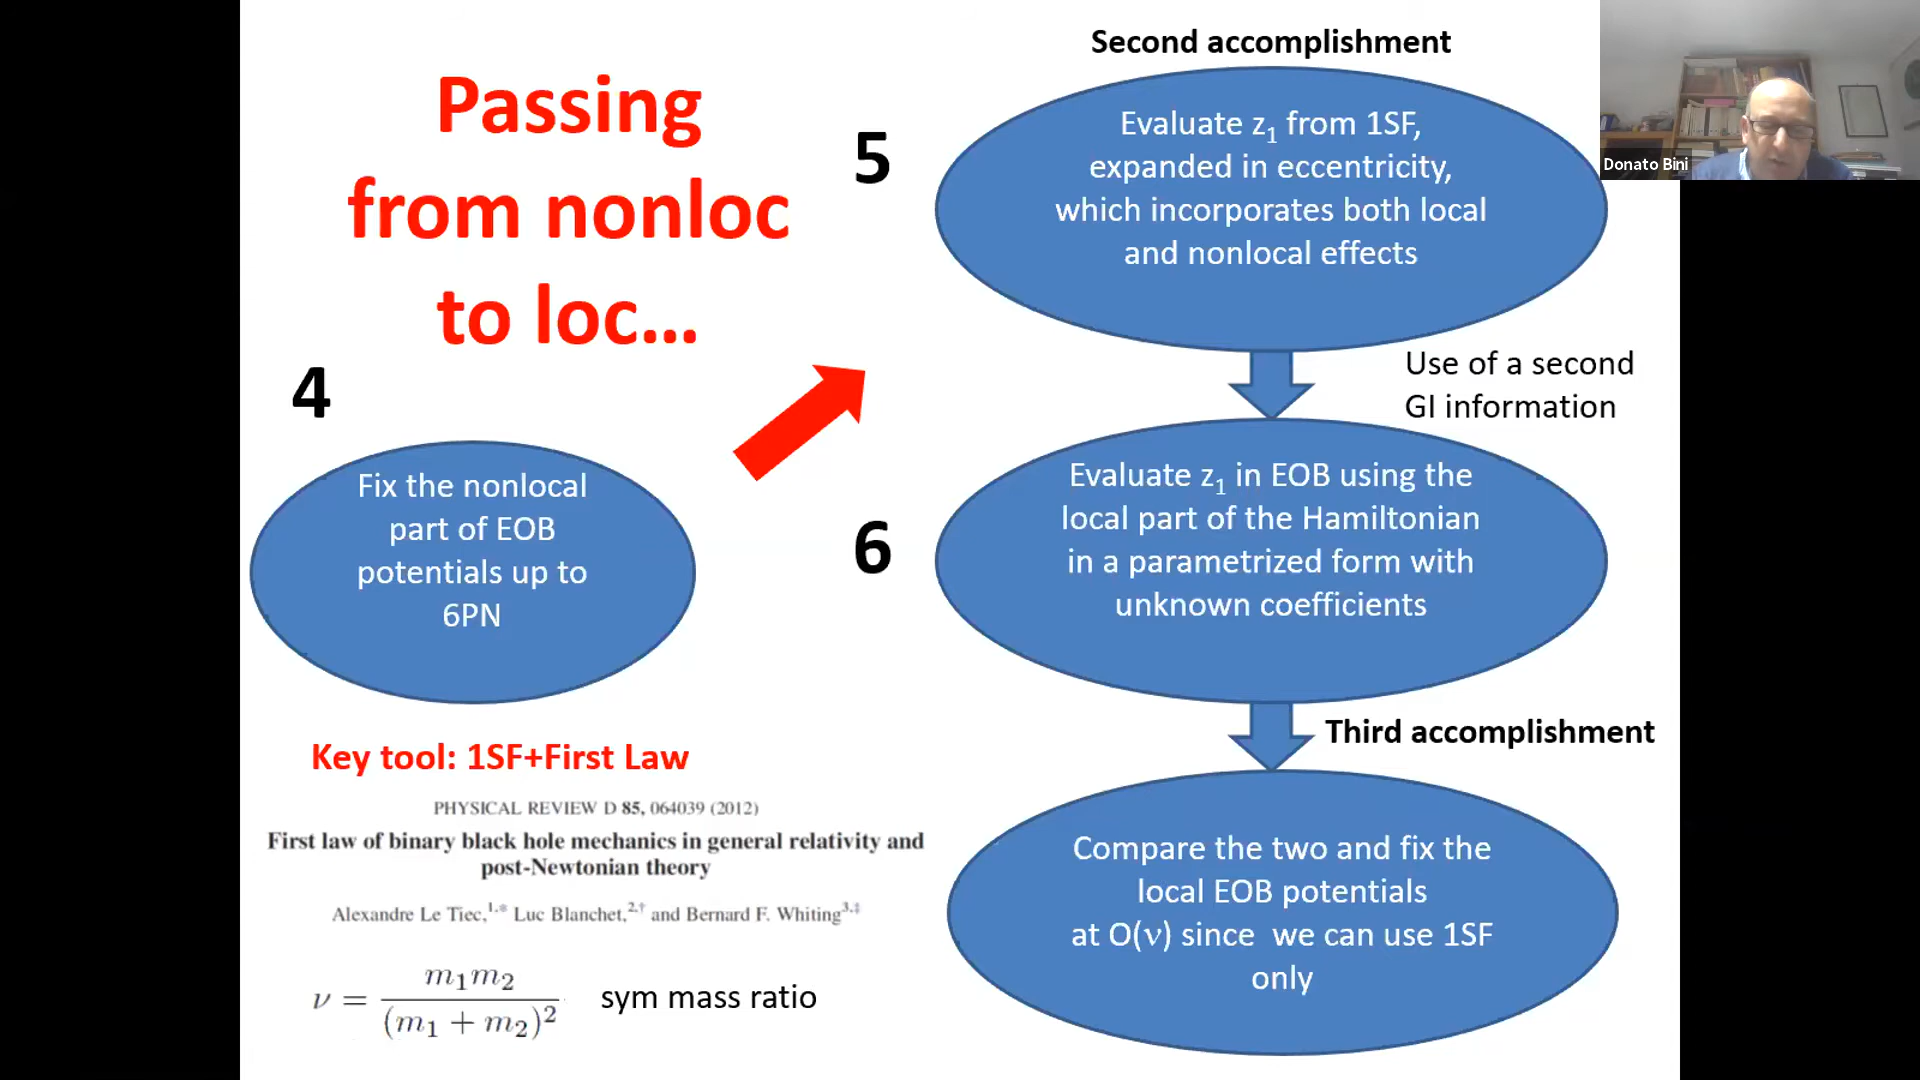 Passing
from nonloc
to loc...
4
Fix the nonlocal
part of EOB
potentials up to
6PN
Key tool: 1SF+First Law
PHYSICAL REVIEW D 85, 064039 (2012)
First law of binary black hole mechanics in general relativity and
post-Newtonian theory
Alexandre Le Tiec,¹,* Luc Blanchet,²,† and Bernard F. Whiting³,‡
ν = m₁m₂ / (m₁ + m₂)² sym mass ratio
Second accomplishment
5
Evaluate z₁ from 1SF,
expanded in eccentricity,
which incorporates both local
and nonlocal effects
Use of a second
GI information
6
Evaluate z₁ in EOB using the
local part of the Hamiltonian
in a parametrized form with
unknown coefficients
Third accomplishment
Compare the two and fix the
local EOB potentials
at O(ν) since we can use 1SF
only
Donato Bini